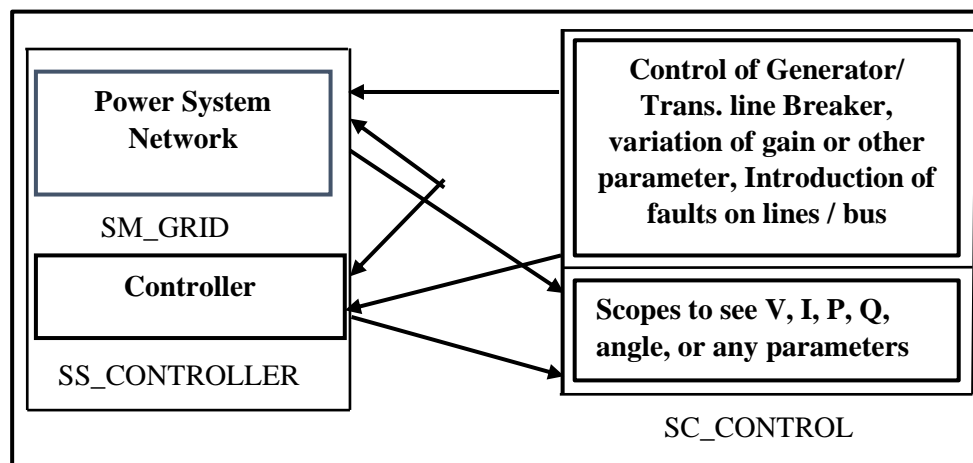 Power System
Network
SM_GRID
Controller
SS_CONTROLLER
Control of Generator/
Trans. line Breaker,
variation of gain or other
parameter, Introduction of
faults on lines / bus
Scopes to see V, I, P, Q,
angle, or any parameters
SC_CONTROL